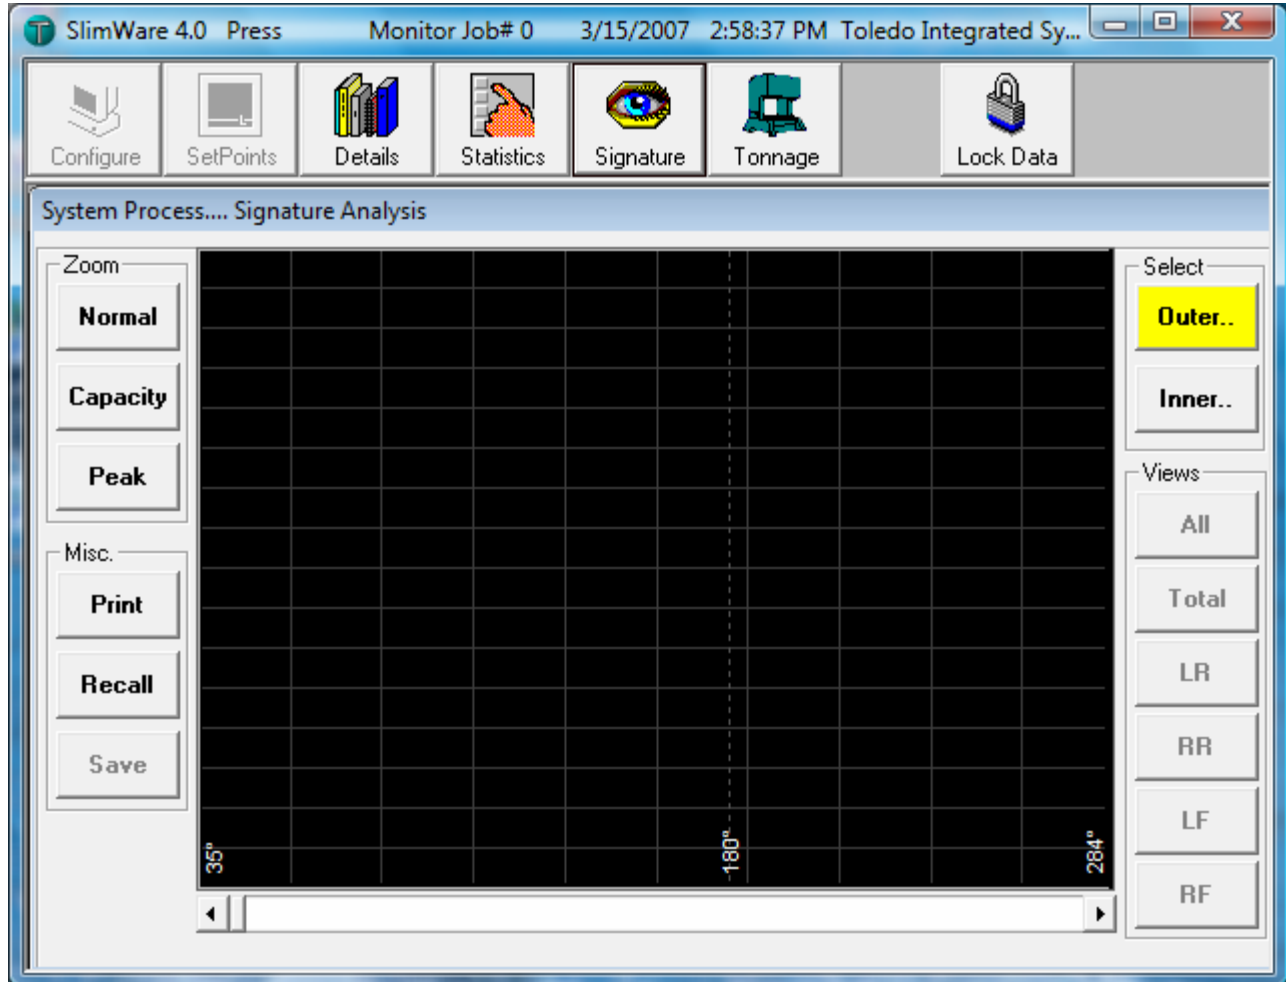 SlimWare 4.0 Press Monitor Job# 0 3/15/2007 2:58:37 PM Toledo Integrated Sy...
Configure SetPoints Details Statistics Signature Tonnage Lock Data
System Process.... Signature Analysis
Zoom
Normal
Capacity
Peak
Misc.
Print
Recall
Save
35°
180°
284°
Select
Outer..
Inner..
Views
All
Total
LR
RR
LF
RF